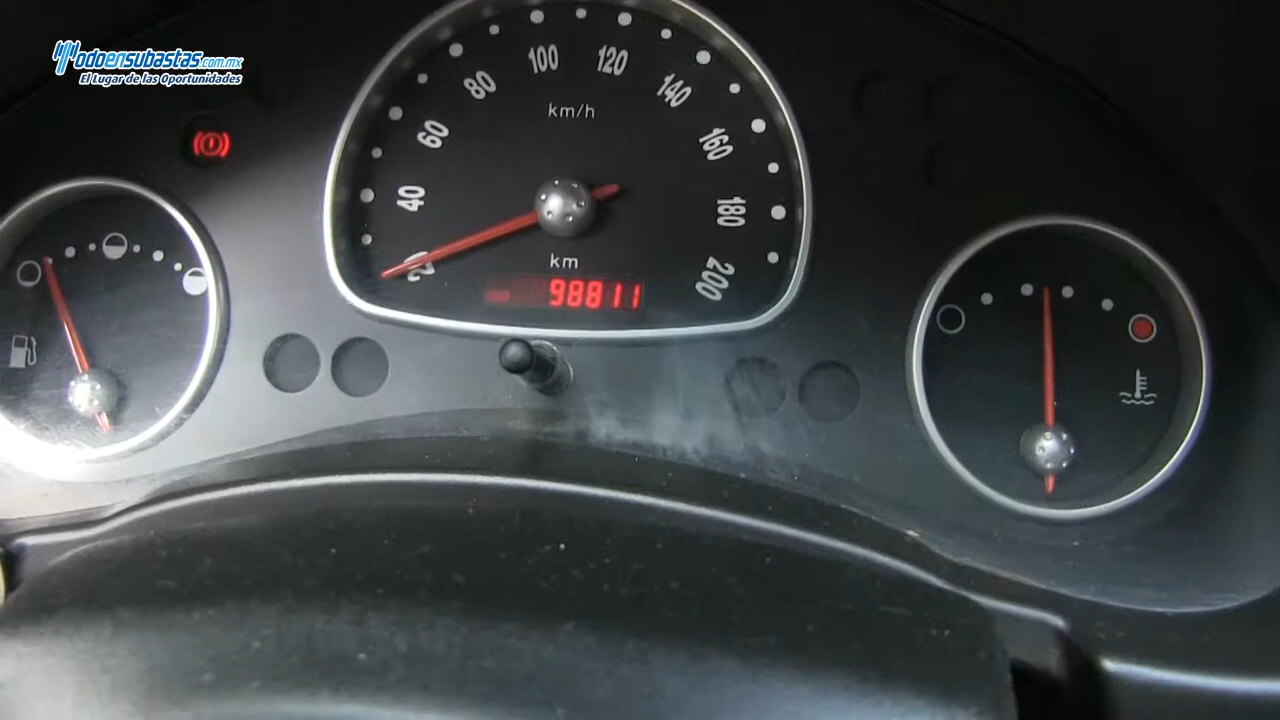 Todoensubastas.com.mx
El Lugar de las Oportunidades
20
40
60
80
100
120
140
160
180
200
km/h
km
98811